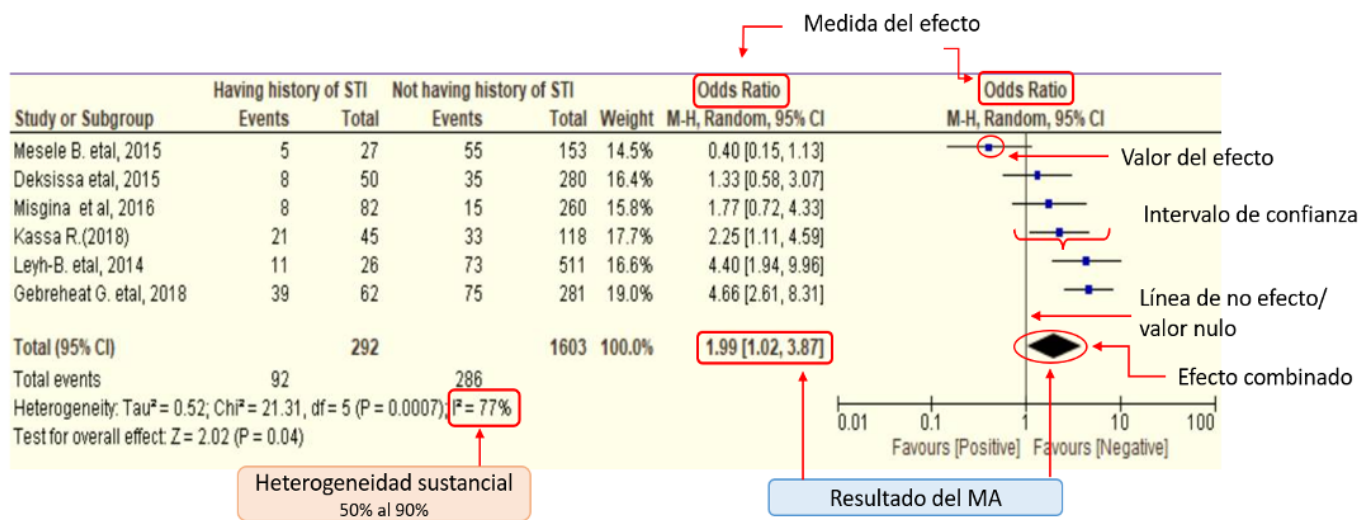 Medida del efecto
Having history of STI Not having history of STI Odds Ratio Odds Ratio
Study or Subgroup Events Total Events Total Weight M-H, Random, 95% CI M-H, Random, 95% CI
Mesele B. etal, 2015 5 27 55 153 14.5% 0.40 [0.15, 1.13]
Valor del efecto
Deksissa etal, 2015 8 50 35 280 16.4% 1.33 [0.58, 3.07]
Misgina et al, 2016 8 82 15 260 15.8% 1.77 [0.72, 4.33]
Intervalo de confianza
Kassa R.(2018) 21 45 33 118 17.7% 2.25 [1.11, 4.59]
Leyh-B. etal, 2014 11 26 73 511 16.6% 4.40 [1.94, 9.96]
Gebreheat G. etal, 2018 39 62 75 281 19.0% 4.66 [2.61, 8.31]
Línea de no efecto/
valor nulo
Total (95% CI) 292 1603 100.0% 1.99 [1.02, 3.87]
Total events 92 286
Efecto combinado
Heterogeneity: Tau² = 0.52; Chi² = 21.31, df = 5 (P = 0.0007); I² = 77%
0.01 0.1 1 10 100
Test for overall effect: Z = 2.02 (P = 0.04)
Favours [Positive] Favours [Negative]
Heterogeneidad sustancial
50% al 90%
Resultado del MA